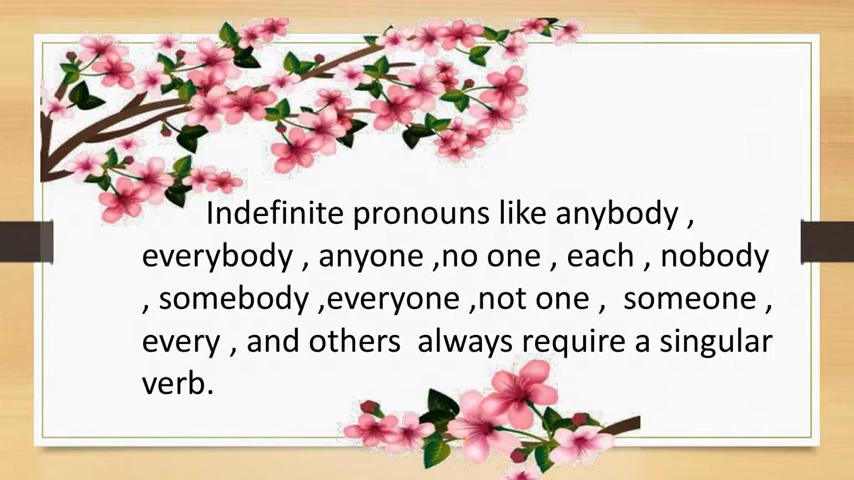 Indefinite pronouns like anybody ,
everybody , anyone ,no one , each , nobody
, somebody ,everyone ,not one ,  someone ,
every , and others  always require a singular
verb.